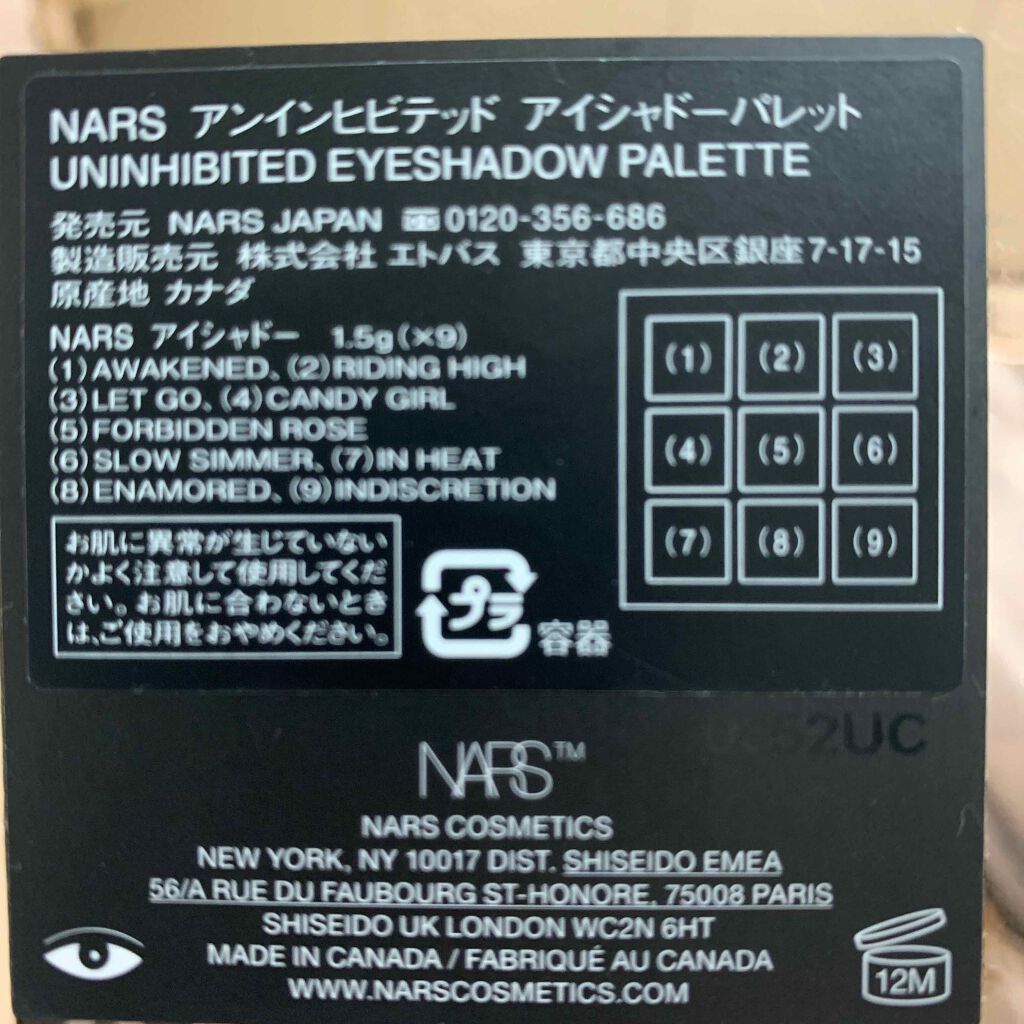 NARS アンインヒビテッド アイシャドーパレット
UNINHIBITED EYESHADOW PALETTE
発売元 NARS JAPAN 0120-356-686
製造販売元 株式会社 エトバス 東京都中央区銀座7-17-15
原産地 カナダ
NARS アイシャドー 1.5g(×9)
(1)AWAKENED、(2)RIDING HIGH
(3)LET GO、(4)CANDY GIRL
(5)FORBIDDEN ROSE
(6)SLOW SIMMER、(7)IN HEAT
(8)ENAMORED、(9)INDISCRETION
(1) (2) (3)
(4) (5) (6)
(7) (8) (9)
お肌に異常が生じていない
かよく注意して使用してくだ
さい。お肌に合わないとき
は、ご使用をおやめください。
プラ
容器
NARS™
NARS COSMETICS
NEW YORK, NY 10017 DIST. SHISEIDO EMEA
56/A RUE DU FAUBOURG ST-HONORE, 75008 PARIS
SHISEIDO UK LONDON WC2N 6HT
MADE IN CANADA / FABRIQUÉ AU CANADA
WWW.NARSCOSMETICS.COM
12M